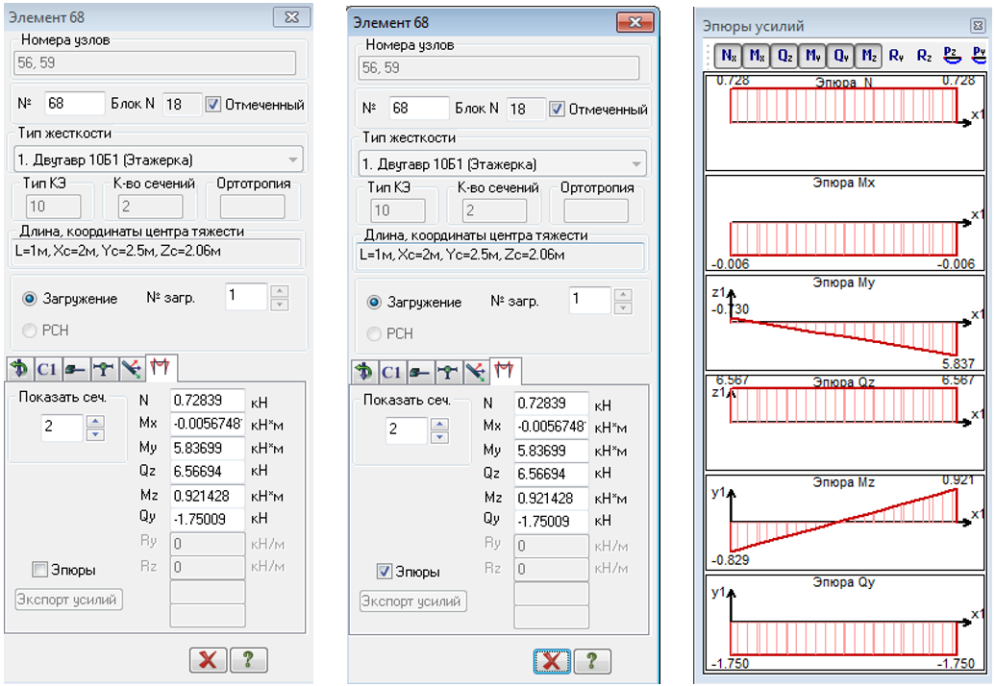 Элемент 68
Номера узлов
56, 59
№ 68 Блок N 18 Отмеченный
Тип жесткости
1. Двутавр 10Б1 (Этажерка)
Тип КЭ К-во сечений Ортотропия
10 2
Длина, координаты центра тяжести
L=1м, Xc=2м, Yc=2.5м, Zc=2.06м
Загружение № загр. 1
РСН
C1
Показать сеч.
2
N 0.72839 кН
Mx -0.0056748 кН*м
My 5.83699 кН*м
Qz 6.56694 кН
Mz 0.921428 кН*м
Qy -1.75009 кН
Ry 0 кН/м
Rz 0 кН/м
Эпюры
Экспорт усилий
?
Элемент 68
Номера узлов
56, 59
№ 68 Блок N 18 Отмеченный
Тип жесткости
1. Двутавр 10Б1 (Этажерка)
Тип КЭ К-во сечений Ортотропия
10 2
Длина, координаты центра тяжести
L=1м, Xc=2м, Yc=2.5м, Zc=2.06м
Загружение № загр. 1
РСН
C1
Показать сеч.
2
N 0.72839 кН
Mx -0.0056748 кН*м
My 5.83699 кН*м
Qz 6.56694 кН
Mz 0.921428 кН*м
Qy -1.75009 кН
Ry 0 кН/м
Rz 0 кН/м
Эпюры
Экспорт усилий
?
Эпюры усилий
Nx Mx Qz My Qy Mz Ry Rz Pz Py
0.728 Эпюра N 0.728
x1
Эпюра Mx
x1
-0.006 -0.006
Эпюра My
z1
-0.730 x1
5.837
6.567 Эпюра Qz 6.567
z1
x1
Эпюра Mz 0.921
y1
x1
-0.829
Эпюра Qy
y1
x1
-1.750 -1.750